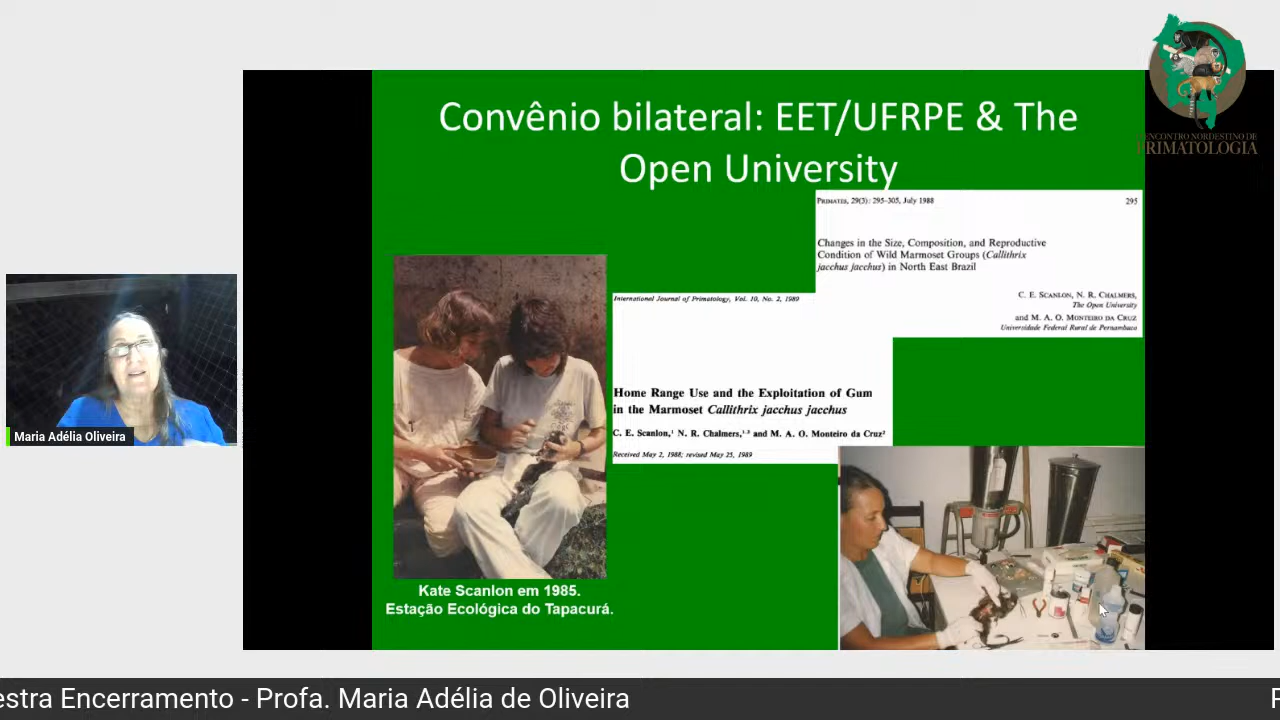 ENCONTRO NORDESTINO DE
PRIMATOLOGIA
Convênio bilateral: EET/UFRPE & The
Open University
PRIMATES, 29(3): 295-305, July 1988
295
Changes in the Size, Composition, and Reproductive
Condition of Wild Marmoset Groups (Callithrix
jacchus jacchus) in North East Brazil
C. E. SCANLON, N. R. CHALMERS,
The Open University
and M. A. O. MONTEIRO DA CRUZ
Universidade Federal Rural de Pernambuco
International Journal of Primatology, Vol. 10, No. 2, 1989
Home Range Use and the Exploitation of Gum
in the Marmoset Callithrix jacchus jacchus
C. E. Scanlon,¹ N. R. Chalmers,¹·³ and M. A. O. Monteiro da Cruz²
Received May 2, 1988; revised May 25, 1989
Kate Scanlon em 1985.
Estação Ecológica do Tapacurá.
Maria Adélia Oliveira
estra Encerramento - Profa. Maria Adélia de Oliveira
P